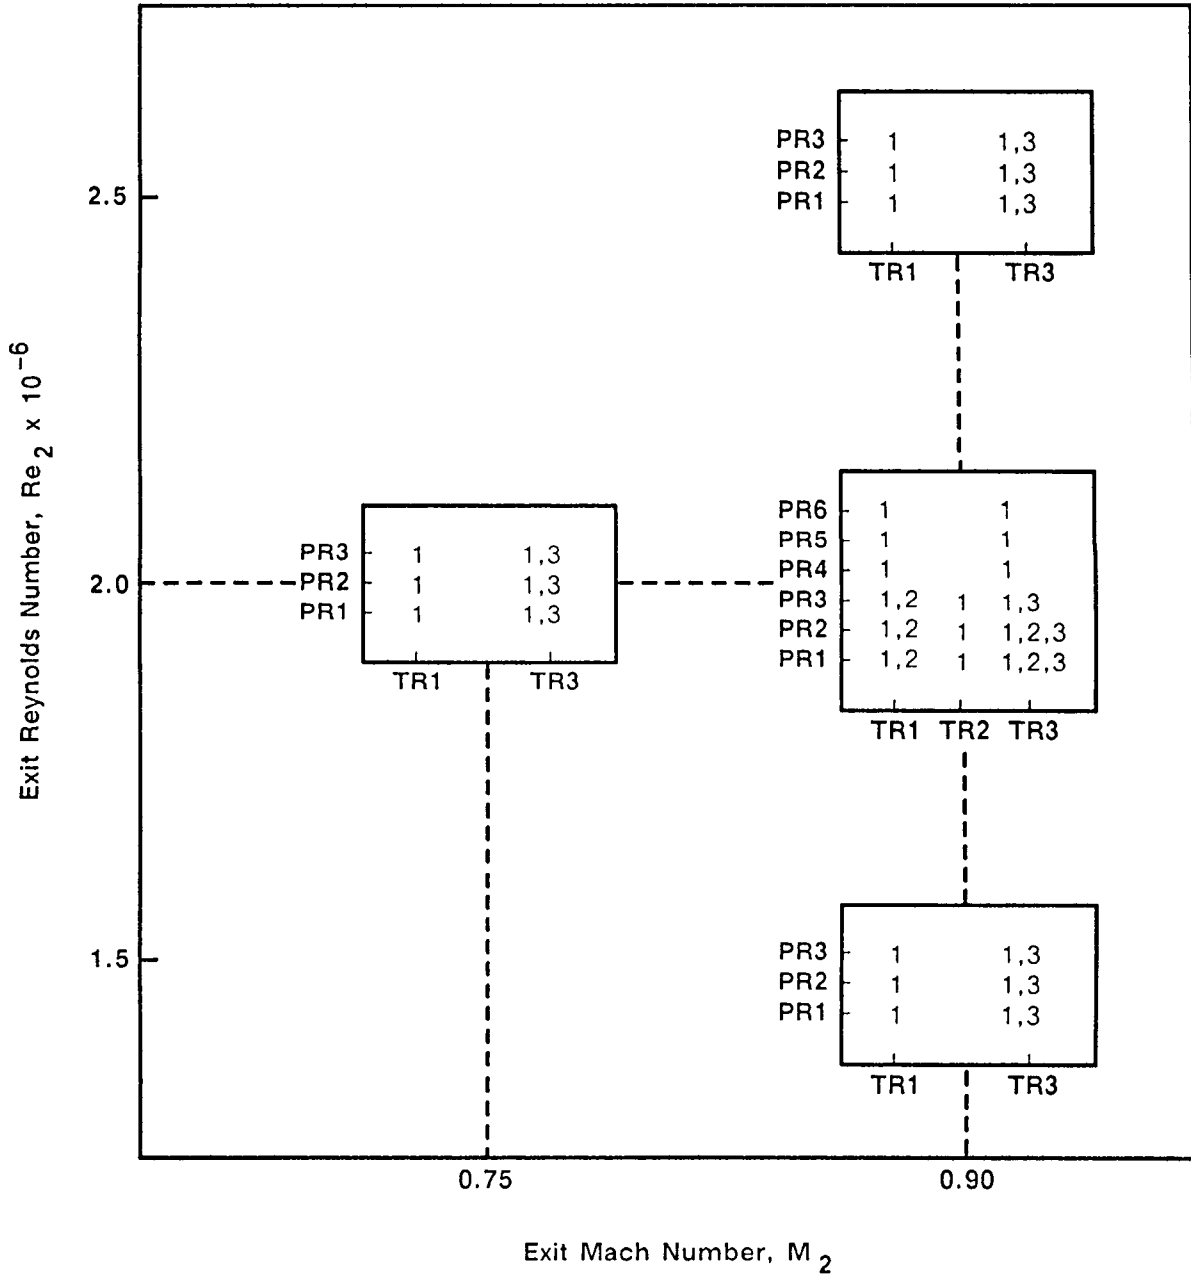 PR3 1 1,3
PR2 1 1,3
2.5 PR1 1 1,3
TR1 TR3
Exit Reynolds Number, Re2 x 10-6
PR6 1 1
PR5 1 1
PR4 1 1
PR3 1,2 1 1,3
PR2 1,2 1 1,2,3
PR1 1,2 1 1,2,3
TR1 TR2 TR3
PR3 1 1,3
2.0 PR2 1 1,3
PR1 1 1,3
TR1 TR3
PR3 1 1,3
1.5 PR2 1 1,3
PR1 1 1,3
TR1 TR3
0.75 0.90
Exit Mach Number, M2